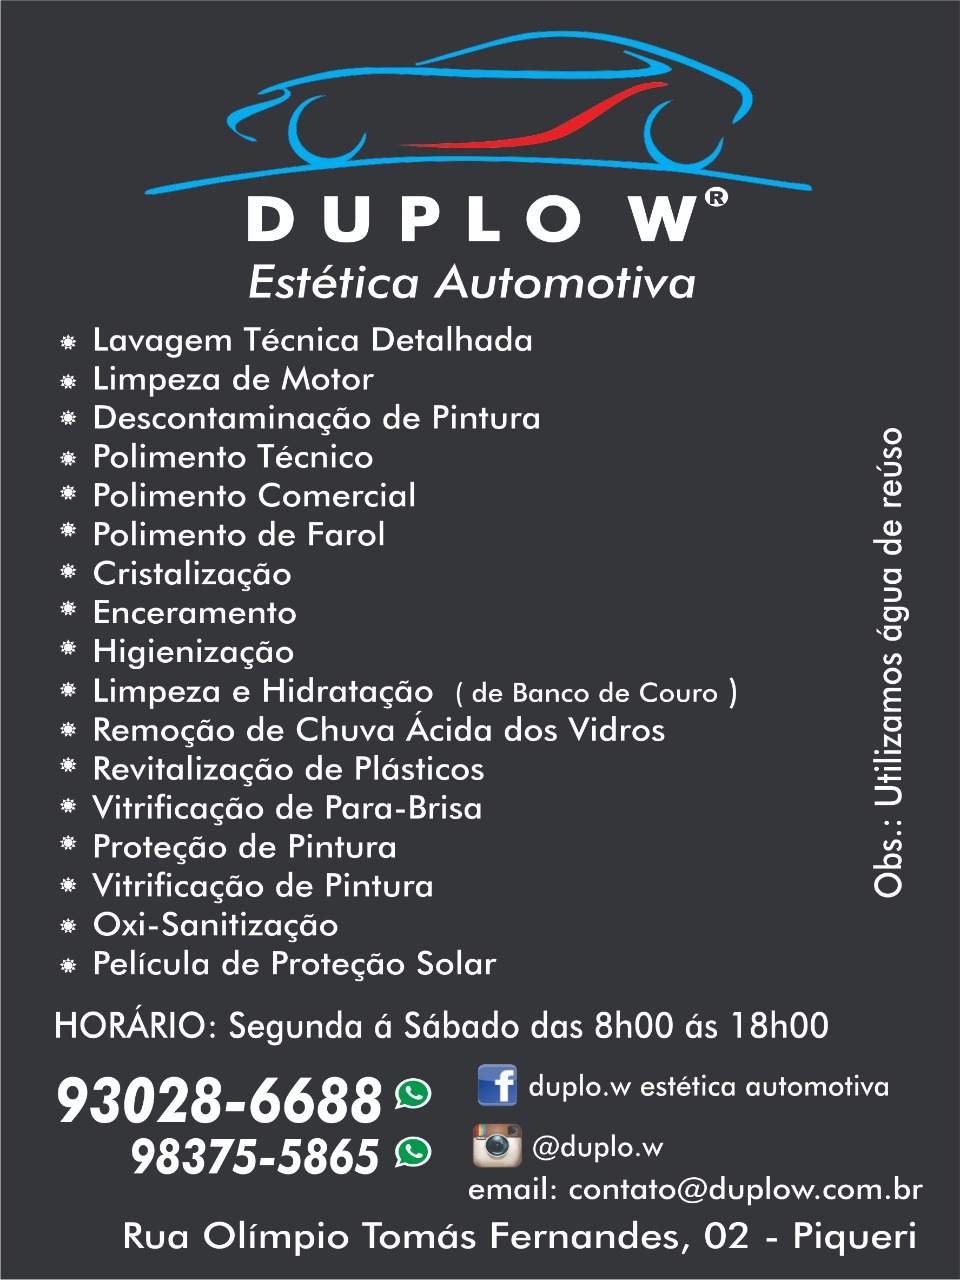 DUPLO W®
Estética Automotiva
Lavagem Técnica Detalhada
Limpeza de Motor
Descontaminação de Pintura
Polimento Técnico
Polimento Comercial
Polimento de Farol
Cristalização
Enceramento
Higienização
Limpeza e Hidratação ( de Banco de Couro )
Remoção de Chuva Ácida dos Vidros
Revitalização de Plásticos
Vitrificação de Para-Brisa
Proteção de Pintura
Vitrificação de Pintura
Oxi-Sanitização
Película de Proteção Solar
Obs.: Utilizamos água de reúso
HORÁRIO: Segunda á Sábado das 8h00 ás 18h00
93028-6688
98375-5865
duplo.w estética automotiva
@duplo.w
email: contato@duplow.com.br
Rua Olímpio Tomás Fernandes, 02 - Piqueri